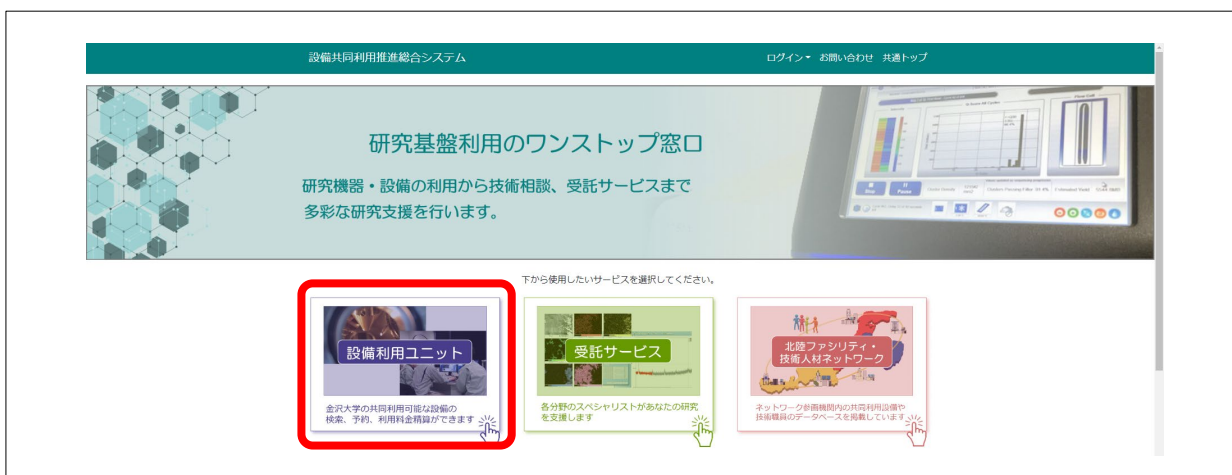 設備共同利用推進総合システム
ログイン お問い合わせ 共通トップ
研究基盤利用のワンストップ窓口
研究機器・設備の利用から技術相談、受託サービスまで
多彩な研究支援を行います。
Stop
Pause
下から使用したいサービスを選択してください。
設備利用ユニット
金沢大学の共同利用可能な設備の
検索、予約、利用料金精算ができます
受託サービス
各分野のスペシャリストがあなたの研究
を支援します
北陸ファシリティ・
技術人材ネットワーク
ネットワーク参画機関内の共同利用設備や
技術職員のデータベースを掲載しています